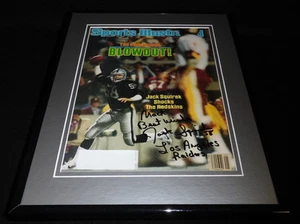 Sports Illustrated
BLOWOUT!
Jack Squirek
Shocks
The Redskins
Best Wishes
Jack Squirek
Los Angeles
Raiders